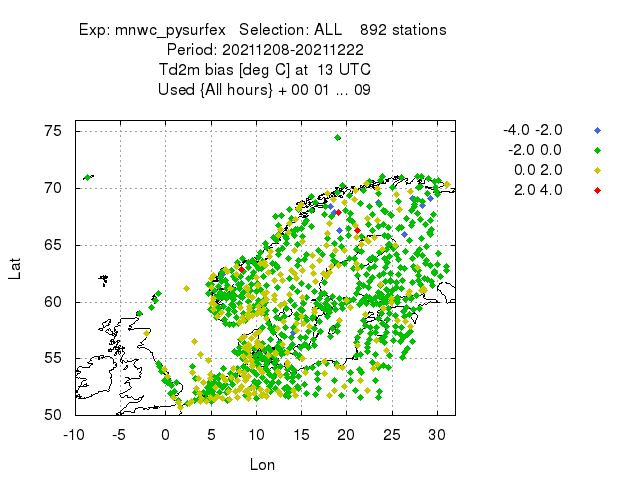 Exp: mnwc_pysurfex   Selection: ALL    892 stations
Period: 20211208-20211222
Td2m bias [deg C] at  13 UTC
Used {All hours} + 00 01 ... 09
-4.0 -2.0
-2.0 0.0
0.0 2.0
2.0 4.0
75
70
65
60
55
50
Lat
-10 -5 0 5 10 15 20 25 30
Lon